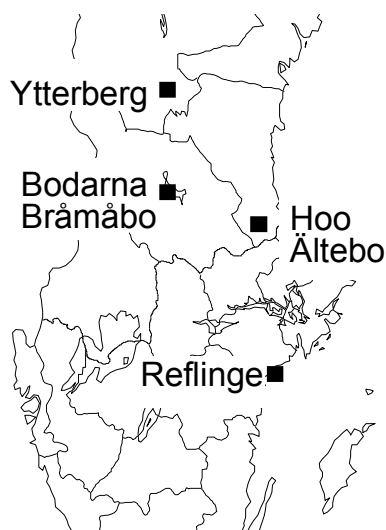 Ytterberg
Bodarna
Bråmåbo
Hoo
Ältebo
Reflinge